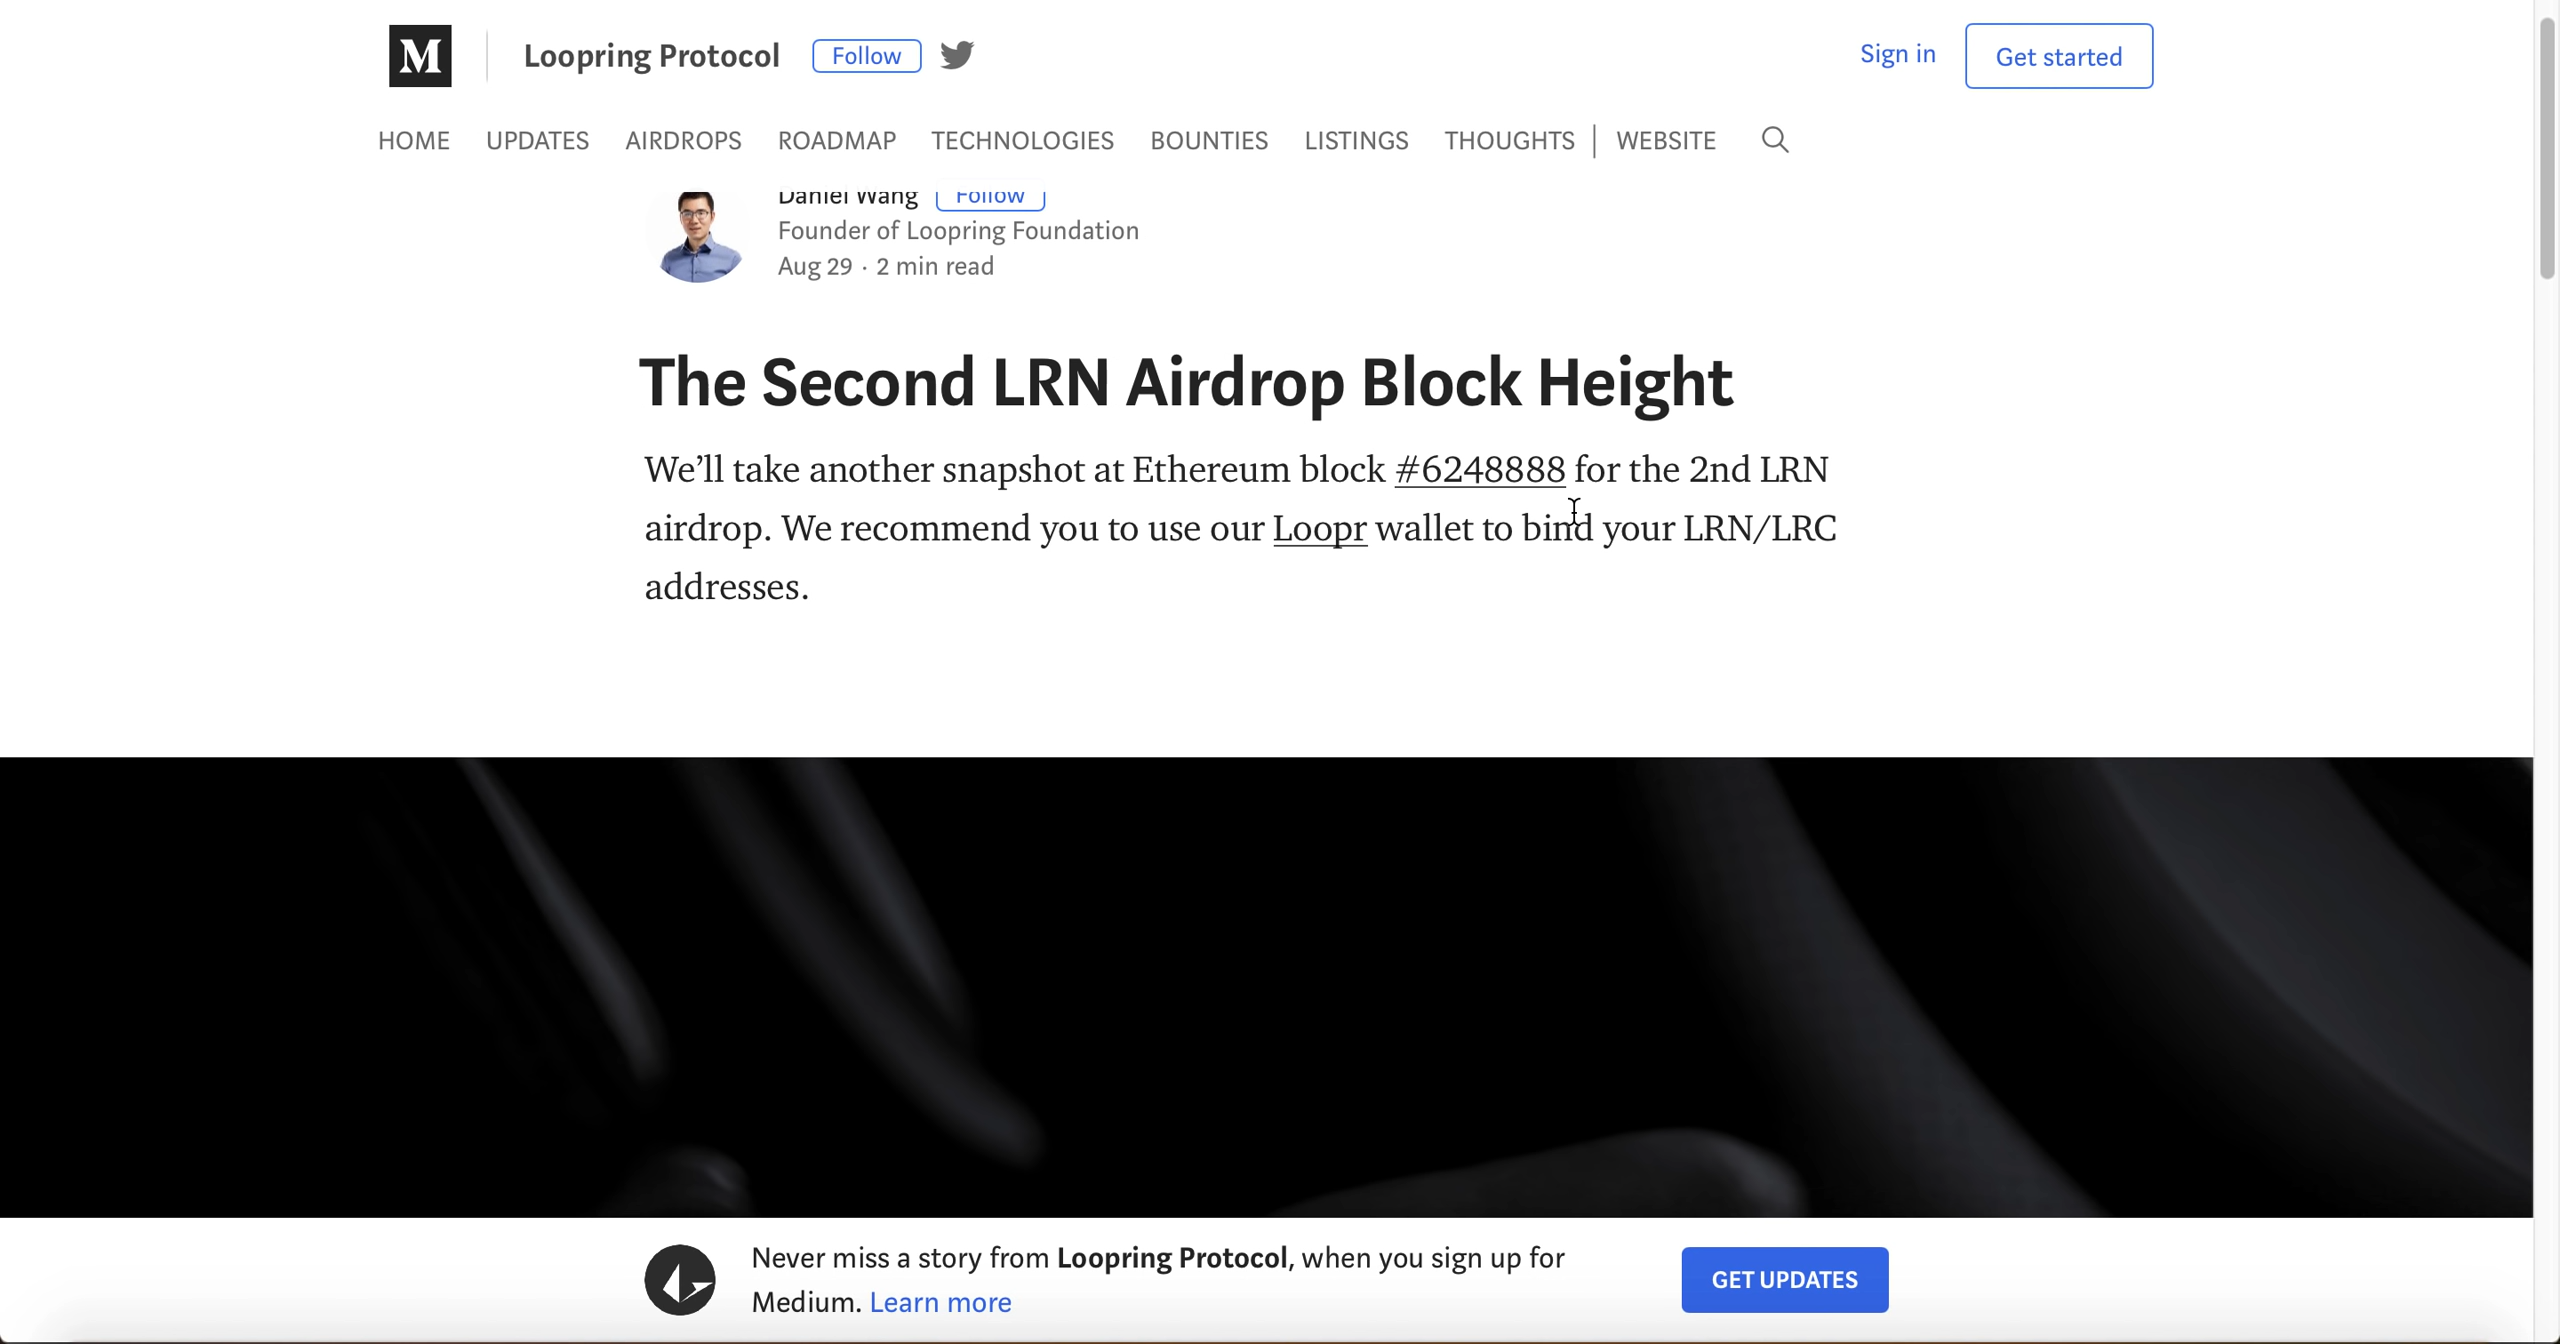 M
Loopring Protocol Follow
Sign in Get started
HOME UPDATES AIRDROPS ROADMAP TECHNOLOGIES BOUNTIES LISTINGS THOUGHTS | WEBSITE
Daniel Wang Follow
Founder of Loopring Foundation
Aug 29 · 2 min read
The Second LRN Airdrop Block Height
We’ll take another snapshot at Ethereum block #6248888 for the 2nd LRN
airdrop. We recommend you to use our Loopr wallet to bind your LRN/LRC
addresses.
Never miss a story from Loopring Protocol, when you sign up for
Medium. Learn more
GET UPDATES